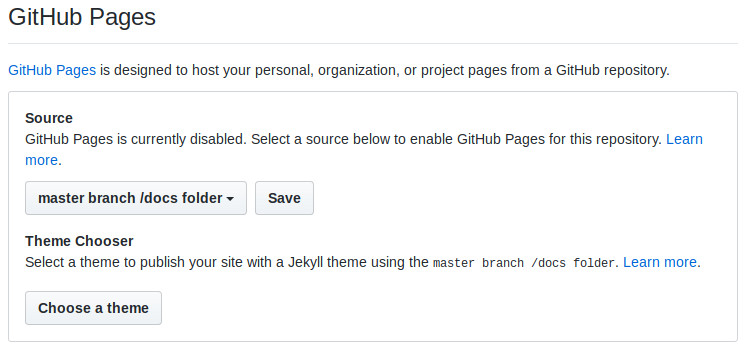 GitHub Pages
GitHub Pages is designed to host your personal, organization, or project pages from a GitHub repository.
Source
GitHub Pages is currently disabled. Select a source below to enable GitHub Pages for this repository. Learn
more.
master branch /docs folder Save
Theme Chooser
Select a theme to publish your site with a Jekyll theme using the master branch /docs folder. Learn more.
Choose a theme